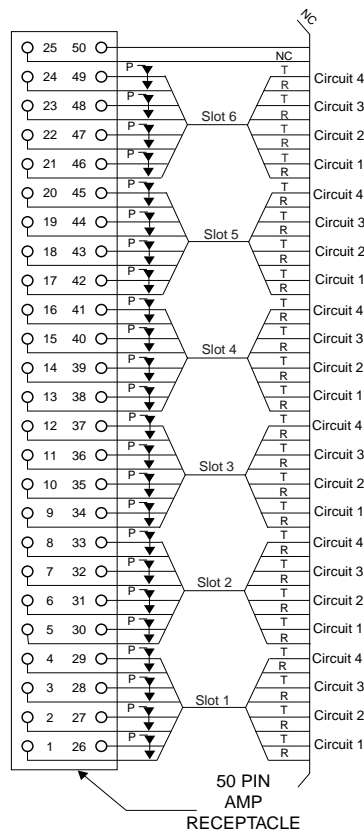 NC
25 50
NC
24 49 P T Circuit 4
R
23 48 P T Circuit 3
R
Slot 6
22 47 P T Circuit 2
R
21 46 P T Circuit 1
R
20 45 P T Circuit 4
R
19 44 P T Circuit 3
R
Slot 5
18 43 P T Circuit 2
R
17 42 P T Circuit 1
R
16 41 P T Circuit 4
R
15 40 P T Circuit 3
R
Slot 4
14 39 P T Circuit 2
R
13 38 P T Circuit 1
R
12 37 P T Circuit 4
R
11 36 P T Circuit 3
R
Slot 3
10 35 P T Circuit 2
R
9 34 P T Circuit 1
R
8 33 P T Circuit 4
R
7 32 P T Circuit 3
R
Slot 2
6 31 P T Circuit 2
R
5 30 P T Circuit 1
R
4 29 P T Circuit 4
R
3 28 P T Circuit 3
R
Slot 1
2 27 P T Circuit 2
R
1 26 P T Circuit 1
R
50 PIN
AMP
RECEPTACLE